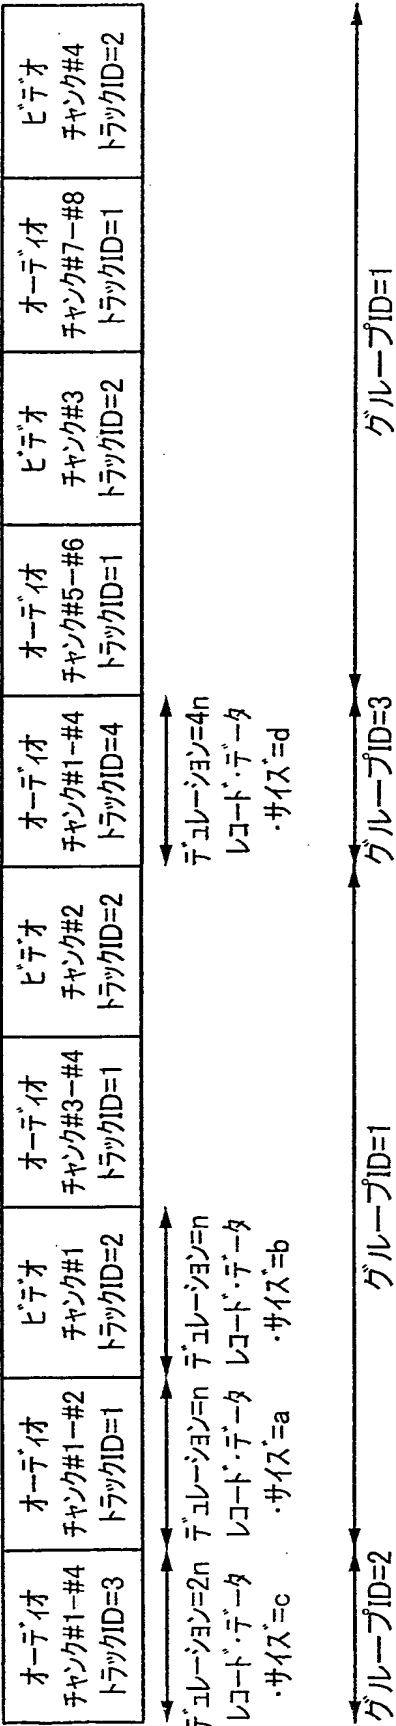 オーディオ
チャンク#1-#4
トラックID=3
オーディオ
チャンク#1-#2
トラックID=1
ビデオ
チャンク#1
トラックID=2
オーディオ
チャンク#3-#4
トラックID=1
ビデオ
チャンク#2
トラックID=2
オーディオ
チャンク#1-#4
トラックID=4
オーディオ
チャンク#5-#6
トラックID=1
ビデオ
チャンク#3
トラックID=2
オーディオ
チャンク#7-#8
トラックID=1
ビデオ
チャンク#4
トラックID=2
デュレーション=2n
レコード・データ
・サイズ=c
デュレーション=n
レコード・データ
・サイズ=a
デュレーション=n
レコード・データ
・サイズ=b
デュレーション=4n
レコード・データ
・サイズ=d
グループID=2
グループID=1
グループID=3
グループID=1